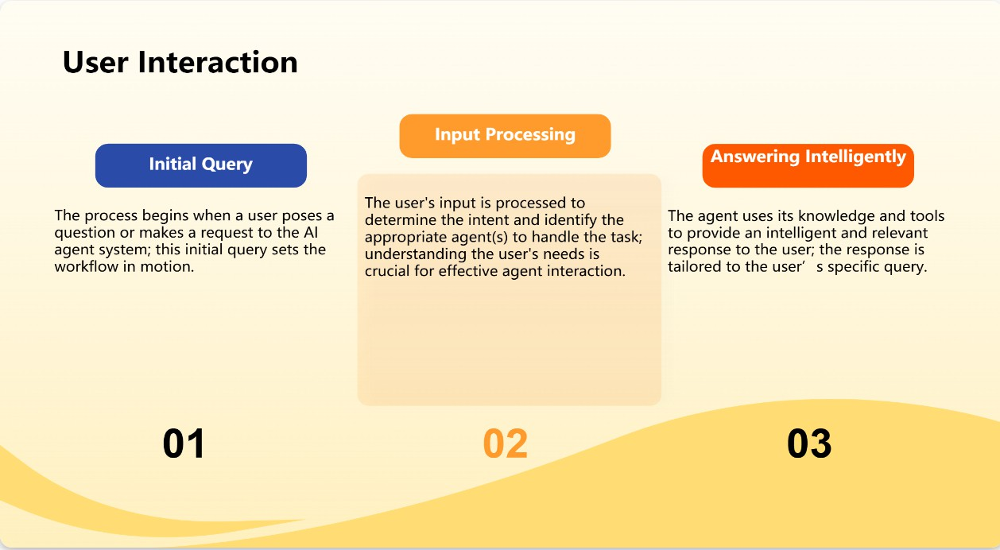 User Interaction
Initial Query
The process begins when a user poses a
question or makes a request to the AI
agent system; this initial query sets the
workflow in motion.
01
Input Processing
The user's input is processed to
determine the intent and identify the
appropriate agent(s) to handle the task;
understanding the user's needs is
crucial for effective agent interaction.
02
Answering Intelligently
The agent uses its knowledge and tools
to provide an intelligent and relevant
response to the user; the response is
tailored to the user’s specific query.
03